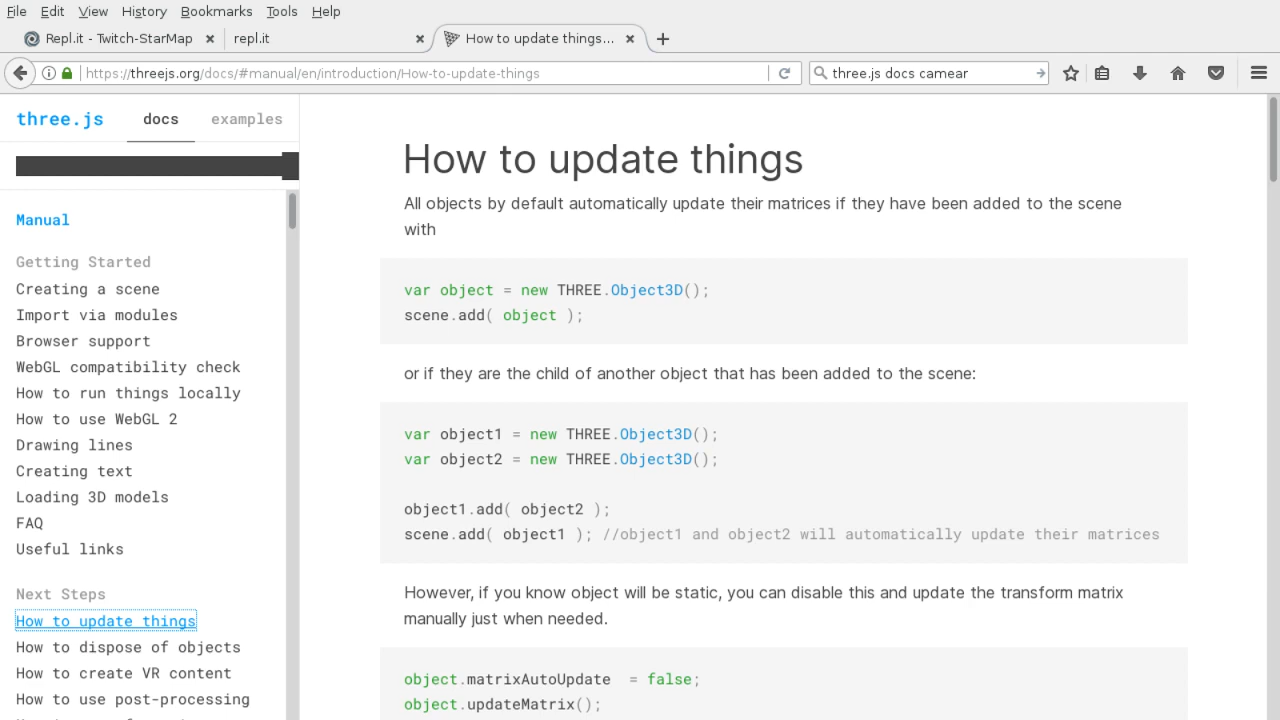 File Edit View History Bookmarks Tools Help
Repl.it - Twitch-StarMap
repl.it
How to update things...
https://threejs.org/docs/#manual/en/introduction/How-to-update-things
three.js docs camear
three.js docs examples
Manual
Getting Started
Creating a scene
Import via modules
Browser support
WebGL compatibility check
How to run things locally
How to use WebGL 2
Drawing lines
Creating text
Loading 3D models
FAQ
Useful links
Next Steps
How to update things
How to dispose of objects
How to create VR content
How to use post-processing
How to update things
All objects by default automatically update their matrices if they have been added to the scene
with
var object = new THREE.Object3D();
scene.add( object );
or if they are the child of another object that has been added to the scene:
var object1 = new THREE.Object3D();
var object2 = new THREE.Object3D();
object1.add( object2 );
scene.add( object1 ); //object1 and object2 will automatically update their matrices
However, if you know object will be static, you can disable this and update the transform matrix
manually just when needed.
object.matrixAutoUpdate  = false;
object.updateMatrix();